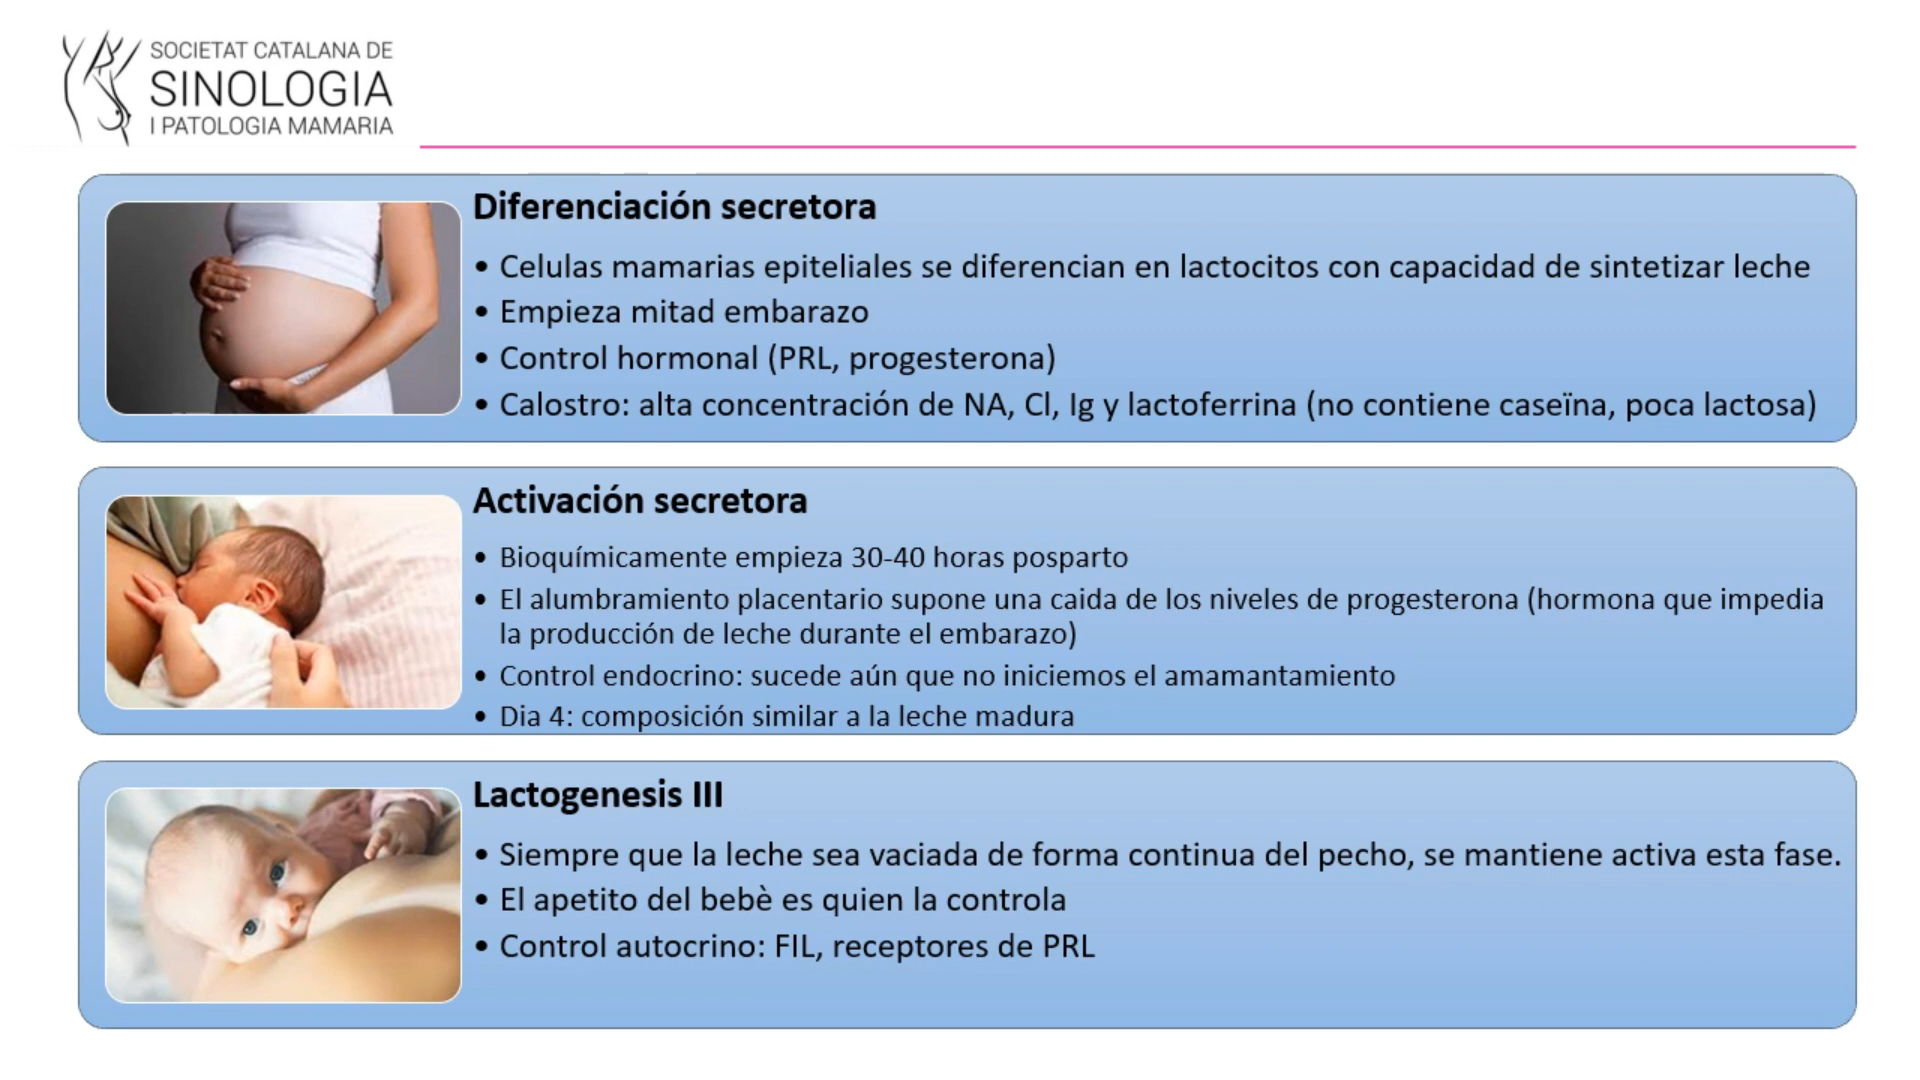 SOCIETAT CATALANA DE
SINOLOGIA
I PATOLOGIA MAMARIA
Diferenciación secretora
• Celulas mamarias epiteliales se diferencian en lactocitos con capacidad de sintetizar leche
• Empieza mitad embarazo
• Control hormonal (PRL, progesterona)
• Calostro: alta concentración de NA, Cl, Ig y lactoferrina (no contiene caseïna, poca lactosa)
Activación secretora
• Bioquímicamente empieza 30-40 horas posparto
• El alumbramiento placentario supone una caida de los niveles de progesterona (hormona que impedia
la producción de leche durante el embarazo)
• Control endocrino: sucede aún que no iniciemos el amamantamiento
• Dia 4: composición similar a la leche madura
Lactogenesis III
• Siempre que la leche sea vaciada de forma continua del pecho, se mantiene activa esta fase.
• El apetito del bebè es quien la controla
• Control autocrino: FIL, receptores de PRL